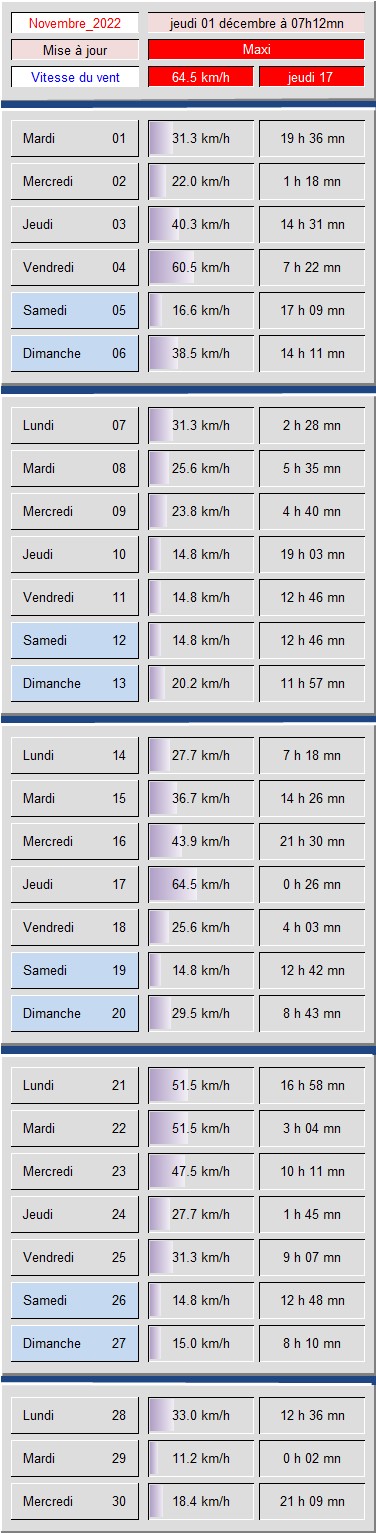 Novembre_2022 jeudi 01 décembre à 07h12mn
Mise à jour Maxi
Vitesse du vent 64.5 km/h jeudi 17
Mardi 01 31.3 km/h 19 h 36 mn
Mercredi 02 22.0 km/h 1 h 18 mn
Jeudi 03 40.3 km/h 14 h 31 mn
Vendredi 04 60.5 km/h 7 h 22 mn
Samedi 05 16.6 km/h 17 h 09 mn
Dimanche 06 38.5 km/h 14 h 11 mn
Lundi 07 31.3 km/h 2 h 28 mn
Mardi 08 25.6 km/h 5 h 35 mn
Mercredi 09 23.8 km/h 4 h 40 mn
Jeudi 10 14.8 km/h 19 h 03 mn
Vendredi 11 14.8 km/h 12 h 46 mn
Samedi 12 14.8 km/h 12 h 46 mn
Dimanche 13 20.2 km/h 11 h 57 mn
Lundi 14 27.7 km/h 7 h 18 mn
Mardi 15 36.7 km/h 14 h 26 mn
Mercredi 16 43.9 km/h 21 h 30 mn
Jeudi 17 64.5 km/h 0 h 26 mn
Vendredi 18 25.6 km/h 4 h 03 mn
Samedi 19 14.8 km/h 12 h 42 mn
Dimanche 20 29.5 km/h 8 h 43 mn
Lundi 21 51.5 km/h 16 h 58 mn
Mardi 22 51.5 km/h 3 h 04 mn
Mercredi 23 47.5 km/h 10 h 11 mn
Jeudi 24 27.7 km/h 1 h 45 mn
Vendredi 25 31.3 km/h 9 h 07 mn
Samedi 26 14.8 km/h 12 h 48 mn
Dimanche 27 15.0 km/h 8 h 10 mn
Lundi 28 33.0 km/h 12 h 36 mn
Mardi 29 11.2 km/h 0 h 02 mn
Mercredi 30 18.4 km/h 21 h 09 mn